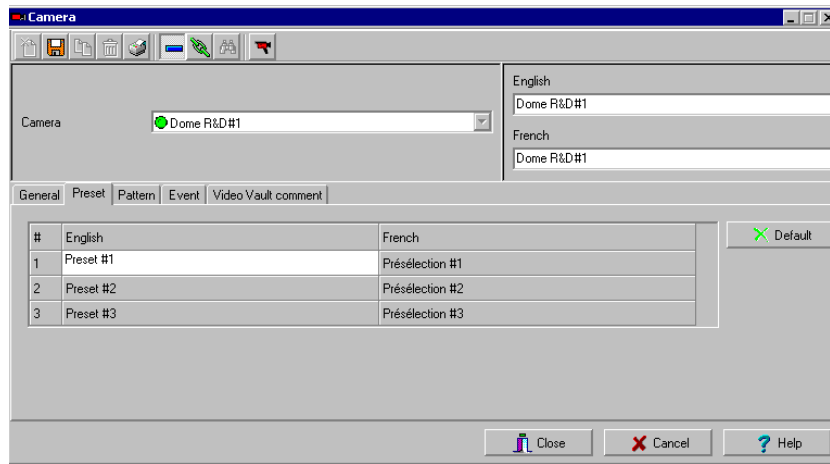 Camera
English
Dome R&D#1
Camera Dome R&D#1
French
Dome R&D#1
General Preset Pattern Event Video Vault comment
# English French
Default
1 Preset #1 Présélection #1
2 Preset #2 Présélection #2
3 Preset #3 Présélection #3
Close Cancel Help